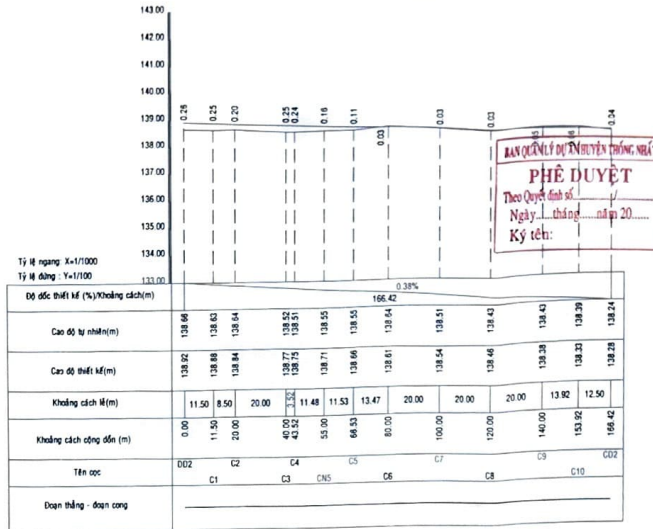 143.00
142.00
141.00
140.00
139.00
138.00
137.00
136.00
135.00
134.00
133.00
0.26 0.25 0.20 0.25 0.24 0.16 0.11 0.03 0.03 0.03 0.05 0.06 0.04
BAN QUẢN LÝ DỰ ÁN HUYỆN THỐNG NHẤT
PHÊ DUYỆT
Theo Quyết định số....../......
Ngày.....tháng.....năm 20......
Ký tên:
Tỷ lệ ngang: X=1/1000
Tỷ lệ đứng : Y=1/100
Độ dốc thiết kế (%)/Khoảng cách(m) 0.38% 166.42
Cao độ tự nhiên(m) 138.66 138.63 138.64 138.52 138.51 138.55 138.55 138.64 138.51 138.43 138.43 138.39 138.24
Cao độ thiết kế(m) 138.92 138.88 138.84 138.77 138.75 138.71 138.66 138.61 138.54 138.46 138.38 138.33 138.28
Khoảng cách lẻ(m) 11.50 8.50 20.00 3.52 11.48 11.53 13.47 20.00 20.00 20.00 13.92 12.50
Khoảng cách cộng dồn (m) 0.00 11.50 20.00 40.00 43.52 55.00 66.53 80.00 100.00 120.00 140.00 153.92 166.42
Tên cọc DD2 C1 C2 C3 C4 CN5 C5 C6 C7 C8 C9 C10 CD2
Đoạn thẳng - đoạn cong